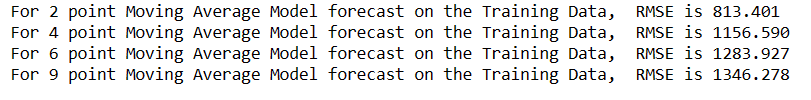 For 2 point Moving Average Model forecast on the Training Data,  RMSE is 813.401
For 4 point Moving Average Model forecast on the Training Data,  RMSE is 1156.590
For 6 point Moving Average Model forecast on the Training Data,  RMSE is 1283.927
For 9 point Moving Average Model forecast on the Training Data,  RMSE is 1346.278